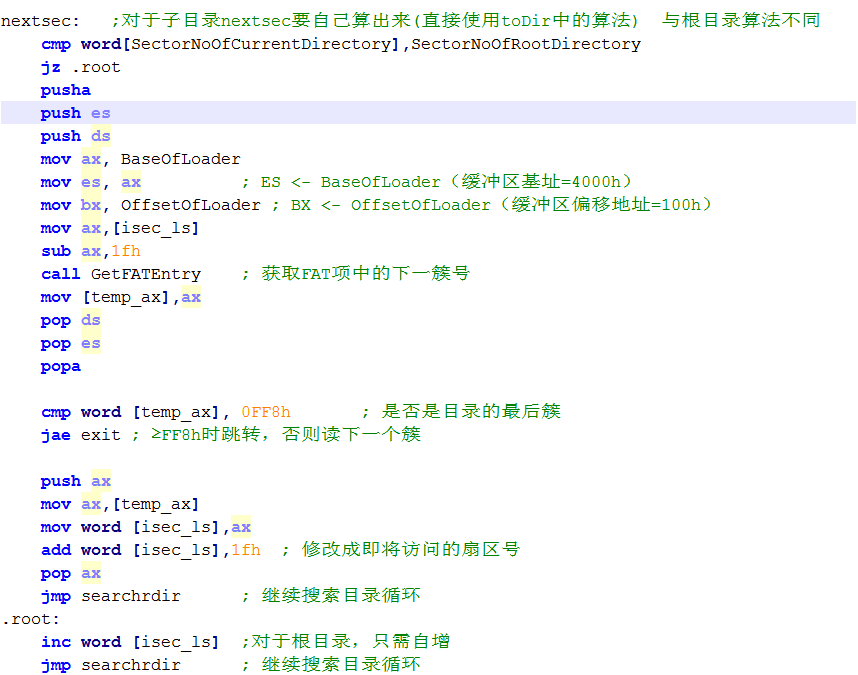 nextsec:   ;对于子目录nextsec要自己算出来(直接使用toDir中的算法)  与根目录算法不同
    cmp word[SectorNoOfCurrentDirectory],SectorNoOfRootDirectory
    jz .root
    pusha
    push es
    push ds
    mov ax, BaseOfLoader
    mov es, ax          ; ES <- BaseOfLoader（缓冲区基址=4000h）
    mov bx, OffsetOfLoader ; BX <- OffsetOfLoader（缓冲区偏移地址=100h）
    mov ax,[isec_ls]
    sub ax,1fh
    call GetFATEntry    ; 获取FAT项中的下一簇号
    mov [temp_ax],ax
    pop ds
    pop es
    popa
    cmp word [temp_ax], 0FF8h       ; 是否是目录的最后簇
    jae exit ; ≥FF8h时跳转，否则读下一个簇
    push ax
    mov ax,[temp_ax]
    mov word [isec_ls],ax
    add word [isec_ls],1fh  ; 修改成即将访问的扇区号
    pop ax
    jmp searchrdir      ; 继续搜索目录循环
.root:
    inc word [isec_ls]  ;对于根目录，只需自增
    jmp searchrdir      ; 继续搜索目录循环